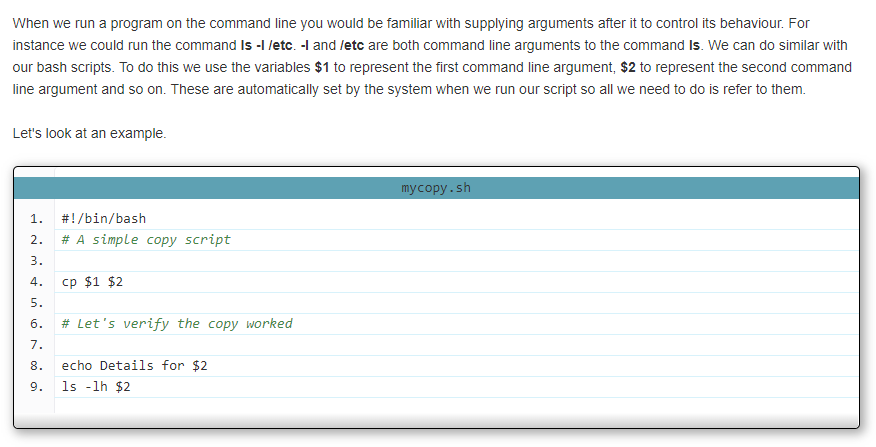 When we run a program on the command line you would be familiar with supplying arguments after it to control its behaviour. For
instance we could run the command ls -l /etc. -l and /etc are both command line arguments to the command ls. We can do similar with
our bash scripts. To do this we use the variables $1 to represent the first command line argument, $2 to represent the second command
line argument and so on. These are automatically set by the system when we run our script so all we need to do is refer to them.
Let's look at an example.
mycopy.sh
1. #!/bin/bash
2. # A simple copy script
3.
4. cp $1 $2
5.
6. # Let's verify the copy worked
7.
8. echo Details for $2
9. ls -lh $2